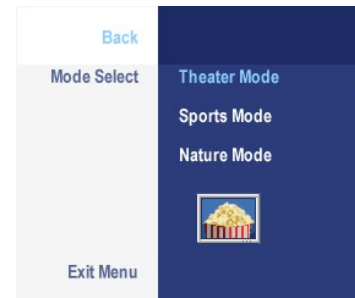 Back
Mode Select
Theater Mode
Sports Mode
Nature Mode
Exit Menu